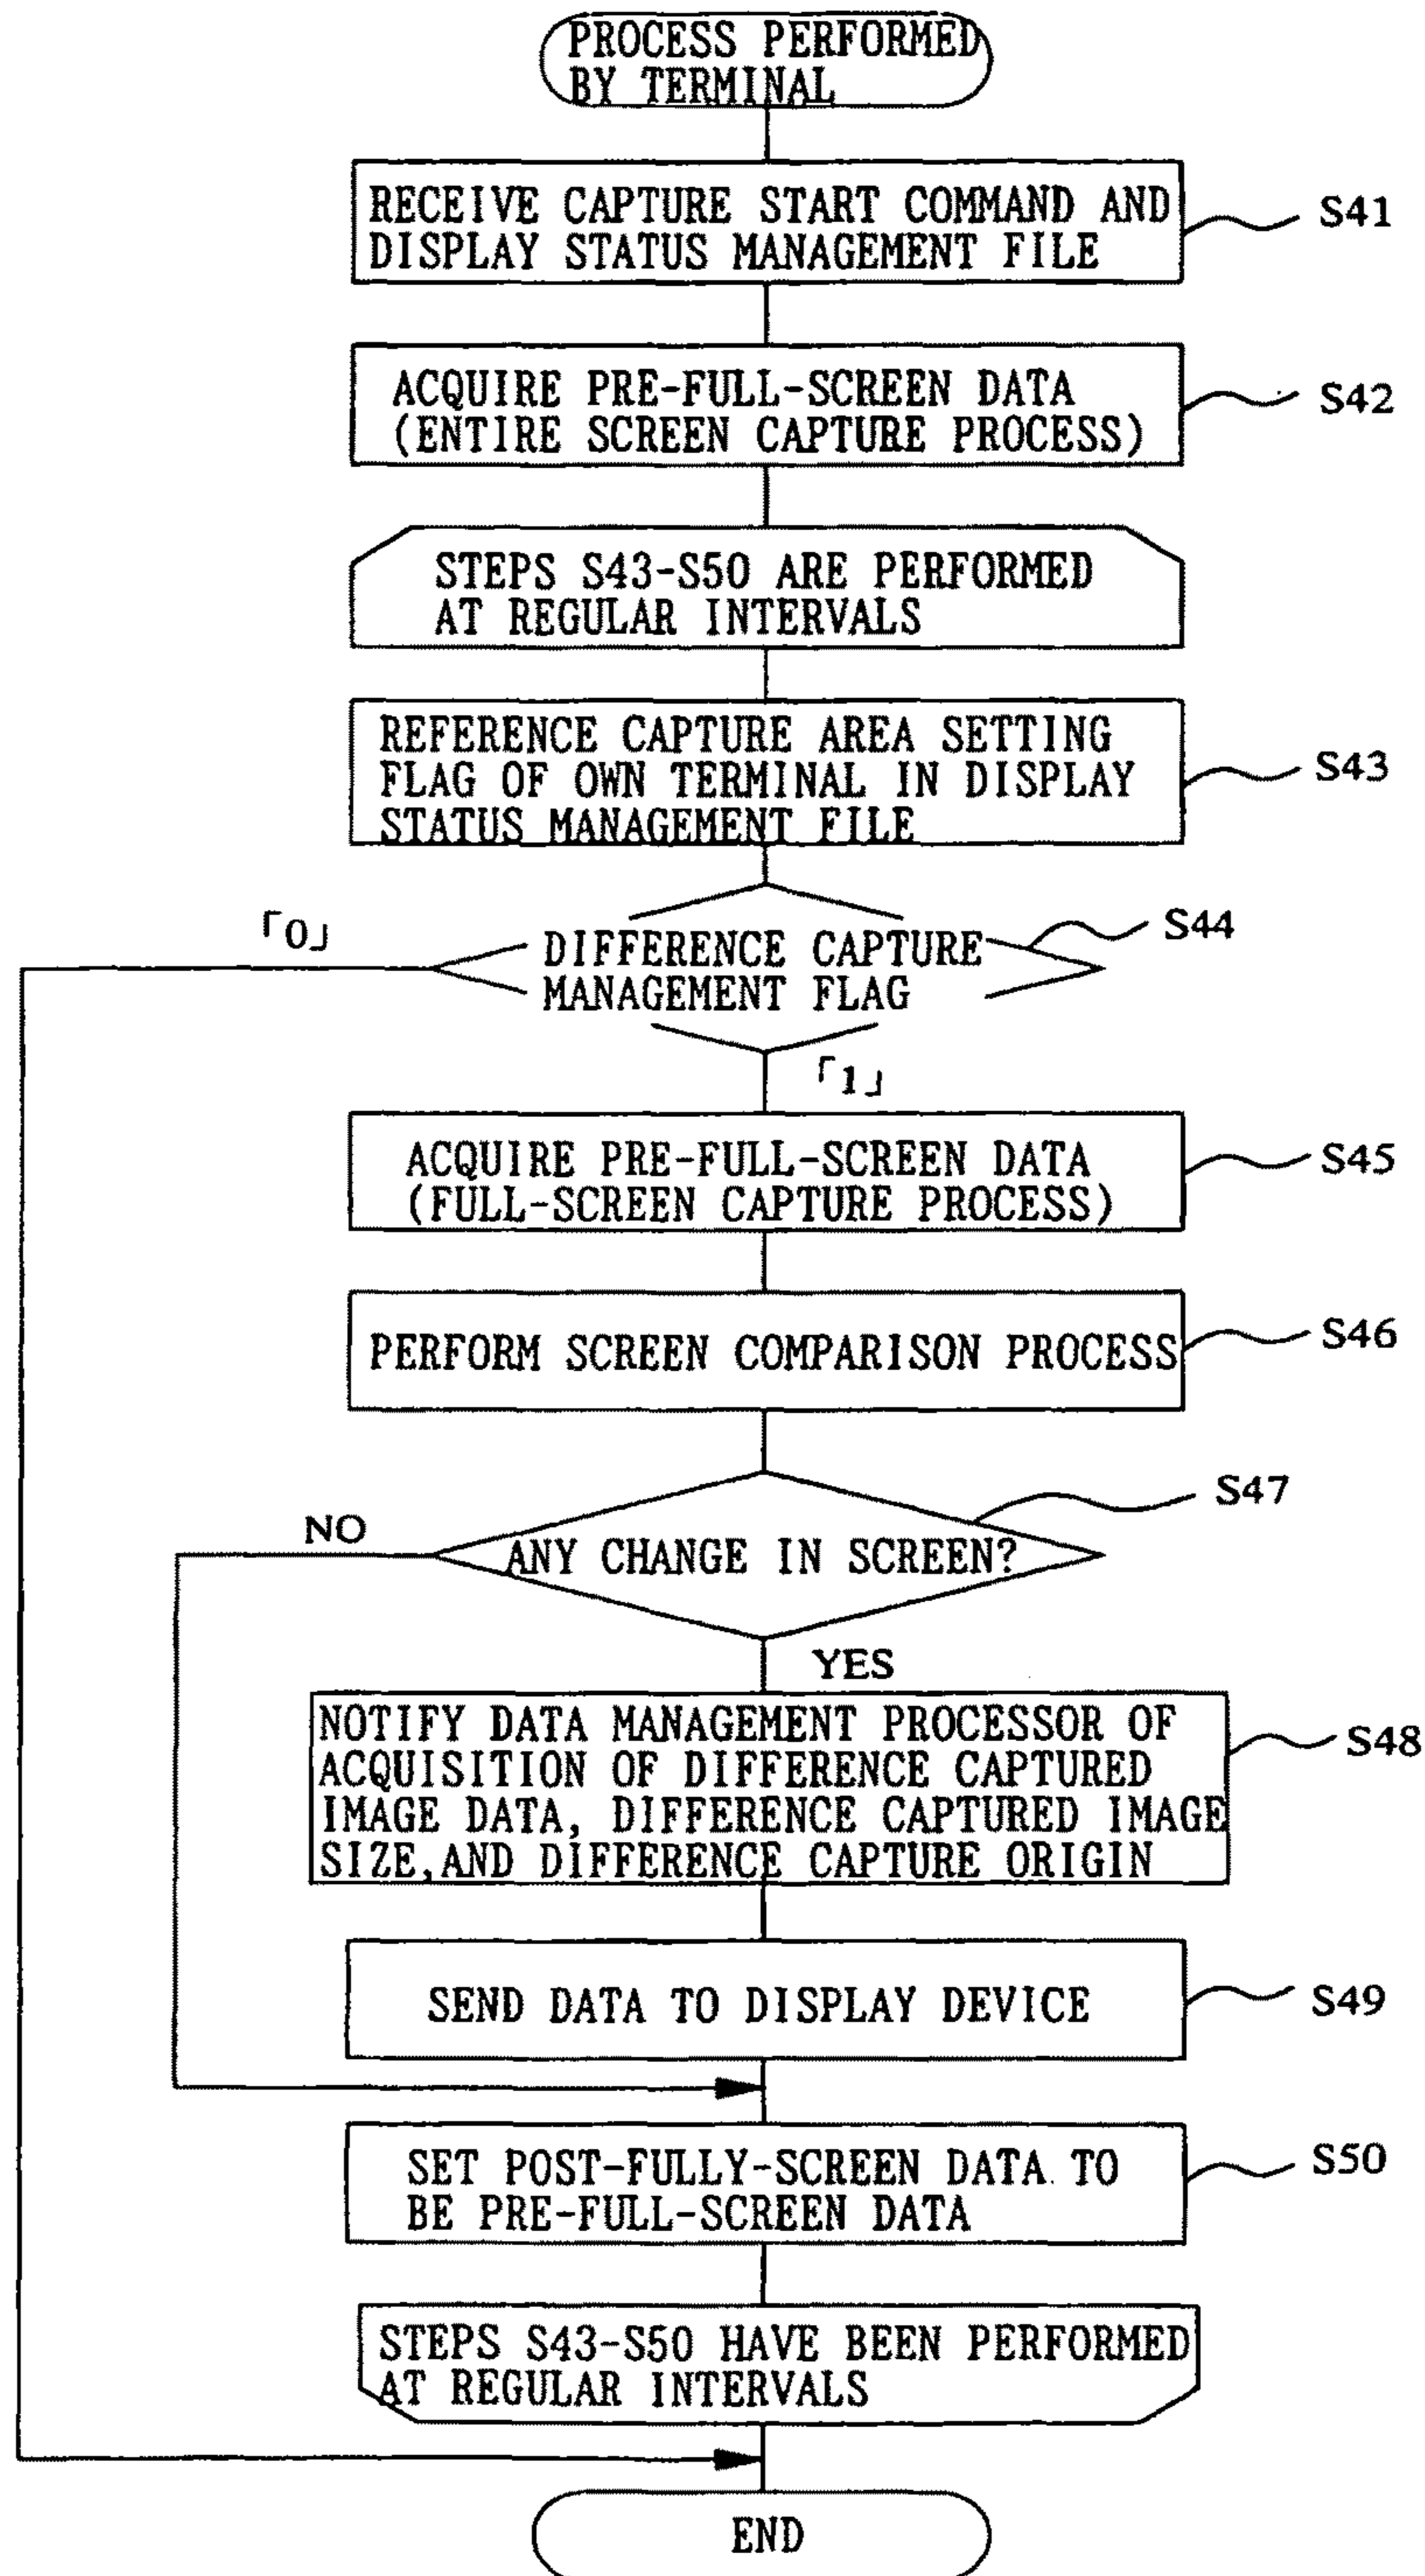 PROCESS PERFORMED
BY TERMINAL
RECEIVE CAPTURE START COMMAND AND
DISPLAY STATUS MANAGEMENT FILE
S41
ACQUIRE PRE-FULL-SCREEN DATA
(ENTIRE SCREEN CAPTURE PROCESS)
S42
STEPS S43-S50 ARE PERFORMED
AT REGULAR INTERVALS
REFERENCE CAPTURE AREA SETTING
FLAG OF OWN TERMINAL IN DISPLAY
STATUS MANAGEMENT FILE
S43
「0」
DIFFERENCE CAPTURE
MANAGEMENT FLAG
S44
「1」
ACQUIRE PRE-FULL-SCREEN DATA
(FULL-SCREEN CAPTURE PROCESS)
S45
PERFORM SCREEN COMPARISON PROCESS
S46
NO
ANY CHANGE IN SCREEN?
S47
YES
NOTIFY DATA MANAGEMENT PROCESSOR OF
ACQUISITION OF DIFFERENCE CAPTURED
IMAGE DATA, DIFFERENCE CAPTURED IMAGE
SIZE,AND DIFFERENCE CAPTURE ORIGIN
S48
SEND DATA TO DISPLAY DEVICE
S49
SET POST-FULLY-SCREEN DATA TO
BE PRE-FULL-SCREEN DATA
S50
STEPS S43-S50 HAVE BEEN PERFORMED
AT REGULAR INTERVALS
END